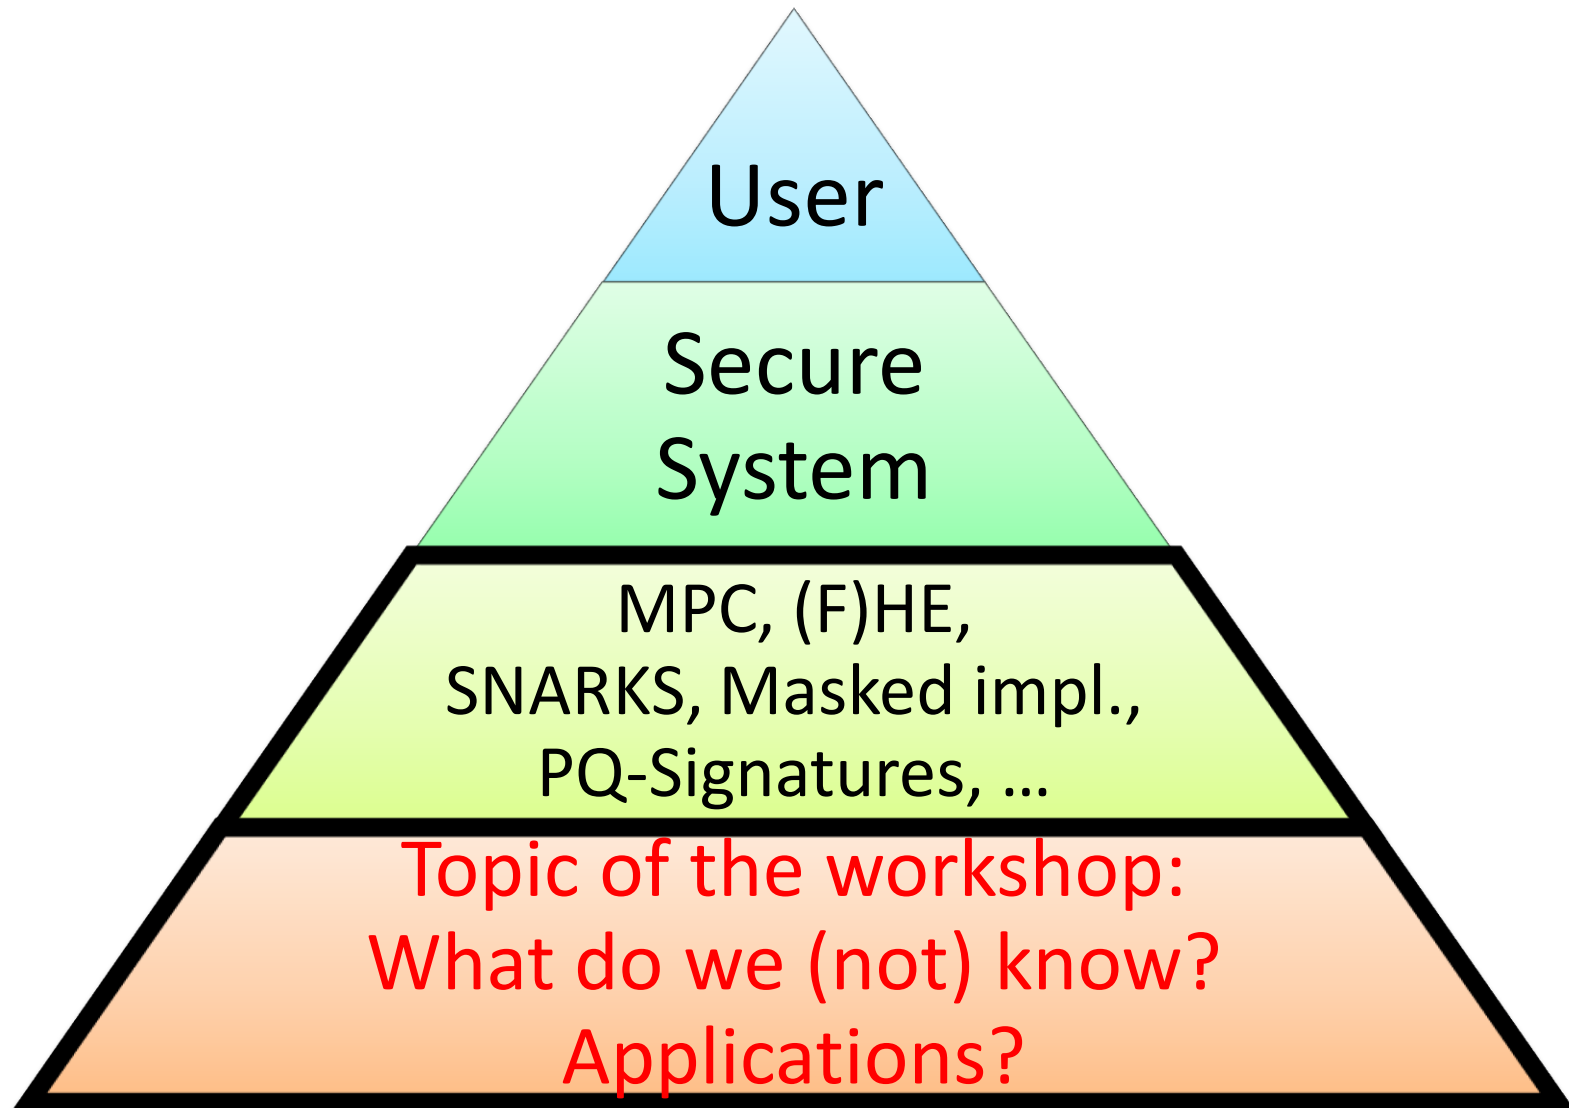 User
Secure
System
MPC, (F)HE,
SNARKS, Masked impl.,
PQ-Signatures, ...
Topic of the workshop:
What do we (not) know?
Applications?